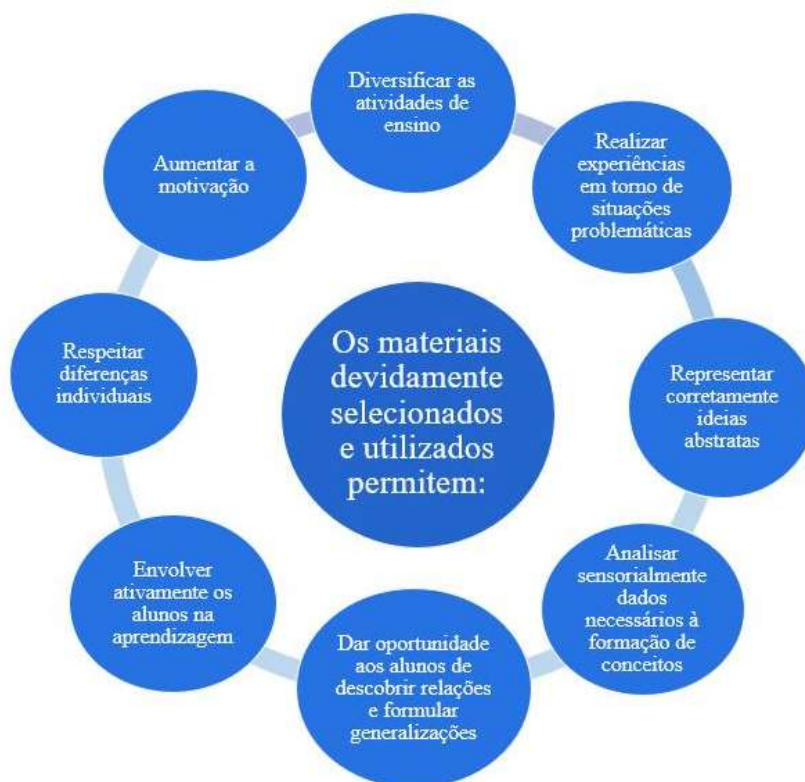 Diversificar as
atividades de
ensino
Realizar
experiências
em torno de
situações
problemáticas
Representar
corretamente
ideias
abstratas
Analisar
sensorialmente
dados
necessários à
formação de
conceitos
Dar oportunidade
aos alunos de
descobrir relações
e formular
generalizações
Envolver
ativamente os
alunos na
aprendizagem
Respeitar
diferenças
individuais
Aumentar a
motivação
Os materiais
devidamente
selecionados
e utilizados
permitem: